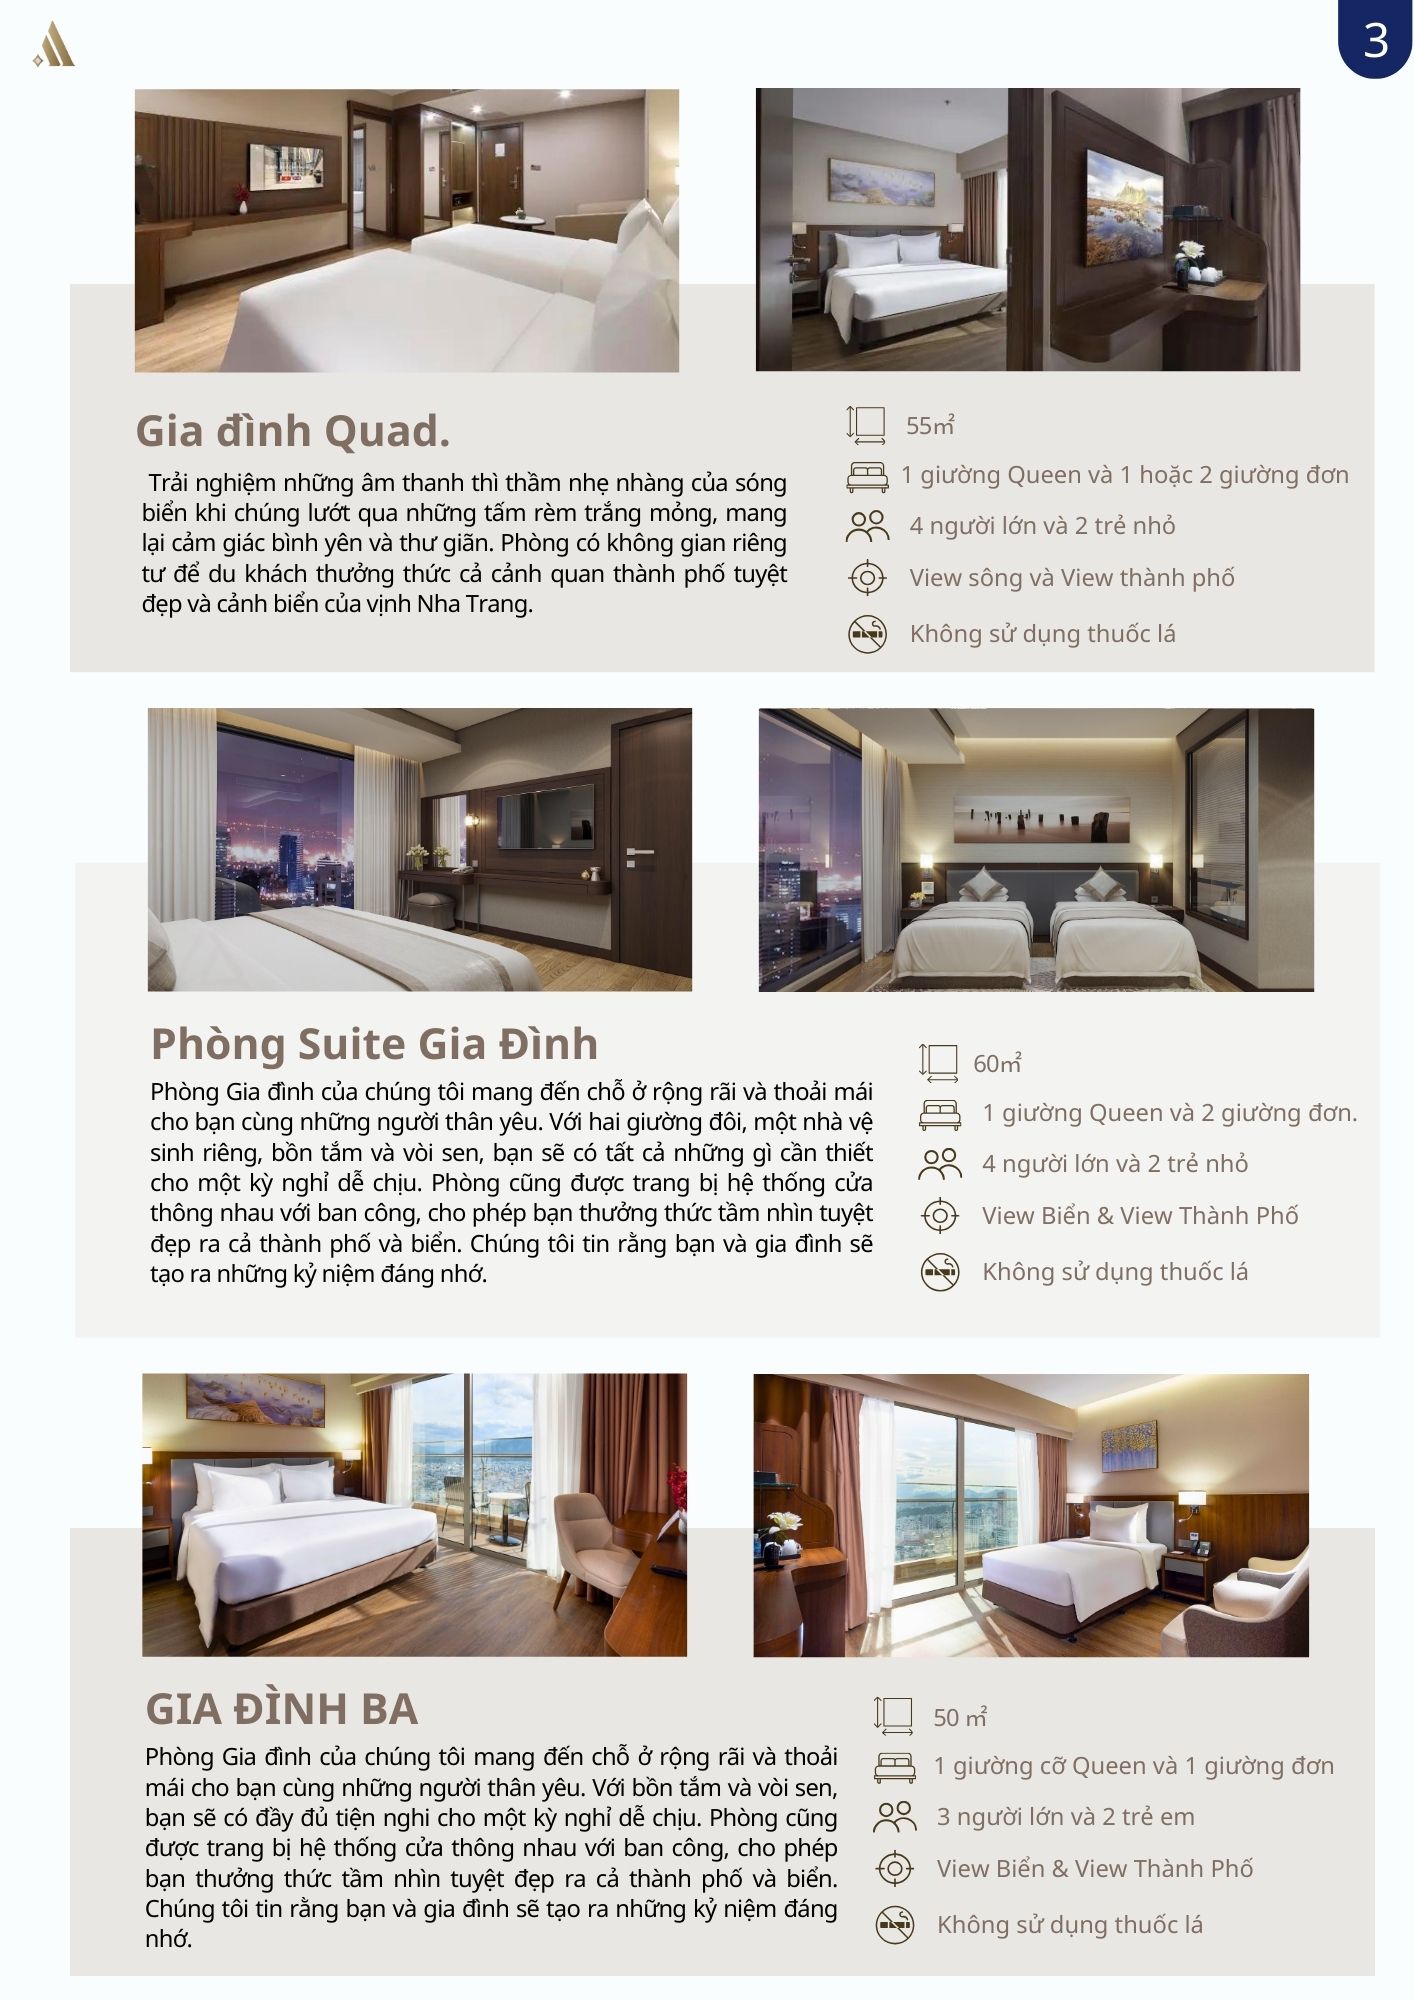 3
Gia đình Quad.
Trải nghiệm những âm thanh thì thầm nhẹ nhàng của sóng
biển khi chúng lướt qua những tấm rèm trắng mỏng, mang
lại cảm giác bình yên và thư giãn. Phòng có không gian riêng
tư để du khách thưởng thức cả cảnh quan thành phố tuyệt
đẹp và cảnh biển của vịnh Nha Trang.
55㎡
1 giường Queen và 1 hoặc 2 giường đơn
4 người lớn và 2 trẻ nhỏ
View sông và View thành phố
Không sử dụng thuốc lá
Phòng Suite Gia Đình
Phòng Gia đình của chúng tôi mang đến chỗ ở rộng rãi và thoải mái
cho bạn cùng những người thân yêu. Với hai giường đôi, một nhà vệ
sinh riêng, bồn tắm và vòi sen, bạn sẽ có tất cả những gì cần thiết
cho một kỳ nghỉ dễ chịu. Phòng cũng được trang bị hệ thống cửa
thông nhau với ban công, cho phép bạn thưởng thức tầm nhìn tuyệt
đẹp ra cả thành phố và biển. Chúng tôi tin rằng bạn và gia đình sẽ
tạo ra những kỷ niệm đáng nhớ.
60㎡
1 giường Queen và 2 giường đơn.
4 người lớn và 2 trẻ nhỏ
View Biển & View Thành Phố
Không sử dụng thuốc lá
GIA ĐÌNH BA
Phòng Gia đình của chúng tôi mang đến chỗ ở rộng rãi và thoải
mái cho bạn cùng những người thân yêu. Với bồn tắm và vòi sen,
bạn sẽ có đầy đủ tiện nghi cho một kỳ nghỉ dễ chịu. Phòng cũng
được trang bị hệ thống cửa thông nhau với ban công, cho phép
bạn thưởng thức tầm nhìn tuyệt đẹp ra cả thành phố và biển.
Chúng tôi tin rằng bạn và gia đình sẽ tạo ra những kỷ niệm đáng
nhớ.
50 ㎡
1 giường cỡ Queen và 1 giường đơn
3 người lớn và 2 trẻ em
View Biển & View Thành Phố
Không sử dụng thuốc lá